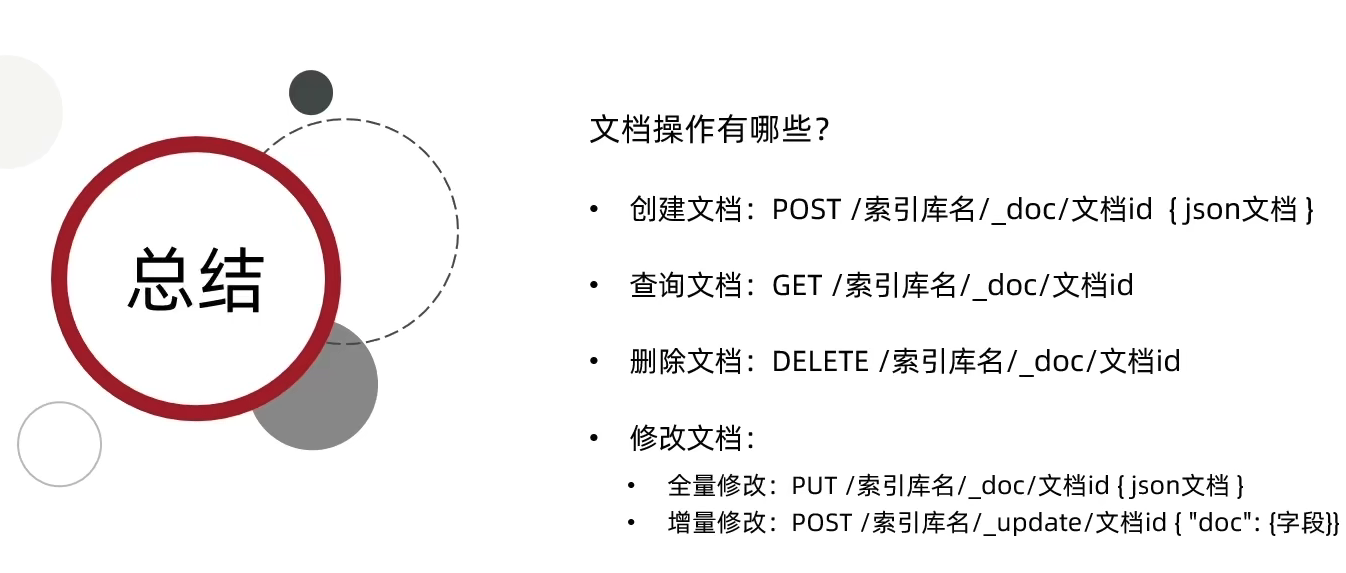 总结
文档操作有哪些？
• 创建文档：POST /索引库名/_doc/文档id { json文档 }
• 查询文档：GET /索引库名/_doc/文档id
• 删除文档：DELETE /索引库名/_doc/文档id
• 修改文档：
• 全量修改：PUT /索引库名/_doc/文档id { json文档 }
• 增量修改：POST /索引库名/_update/文档id { "doc": {字段}}